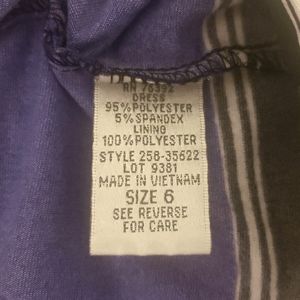 RN 76392
DRESS
95% POLYESTER
5% SPANDEX
LINING
100% POLYESTER
STYLE 258-35622
LOT 9381
MADE IN VIETNAM
SIZE 6
SEE REVERSE
FOR CARE